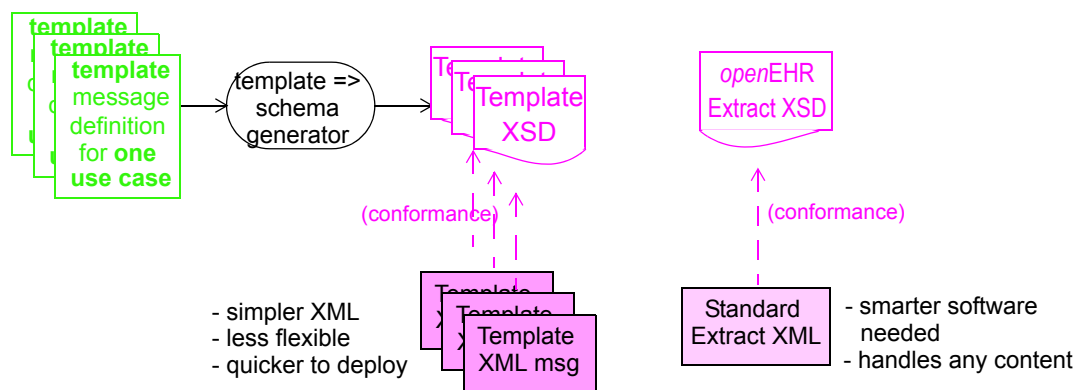 template
template
template
message
definition
for one
use case
template =>
schema
generator
Template
XSD
openEHR
Extract XSD
(conformance)
(conformance)
- simpler XML
- less flexible
- quicker to deploy
Template
Template
Template
XML msg
Standard
Extract XML
- smarter software
needed
- handles any content